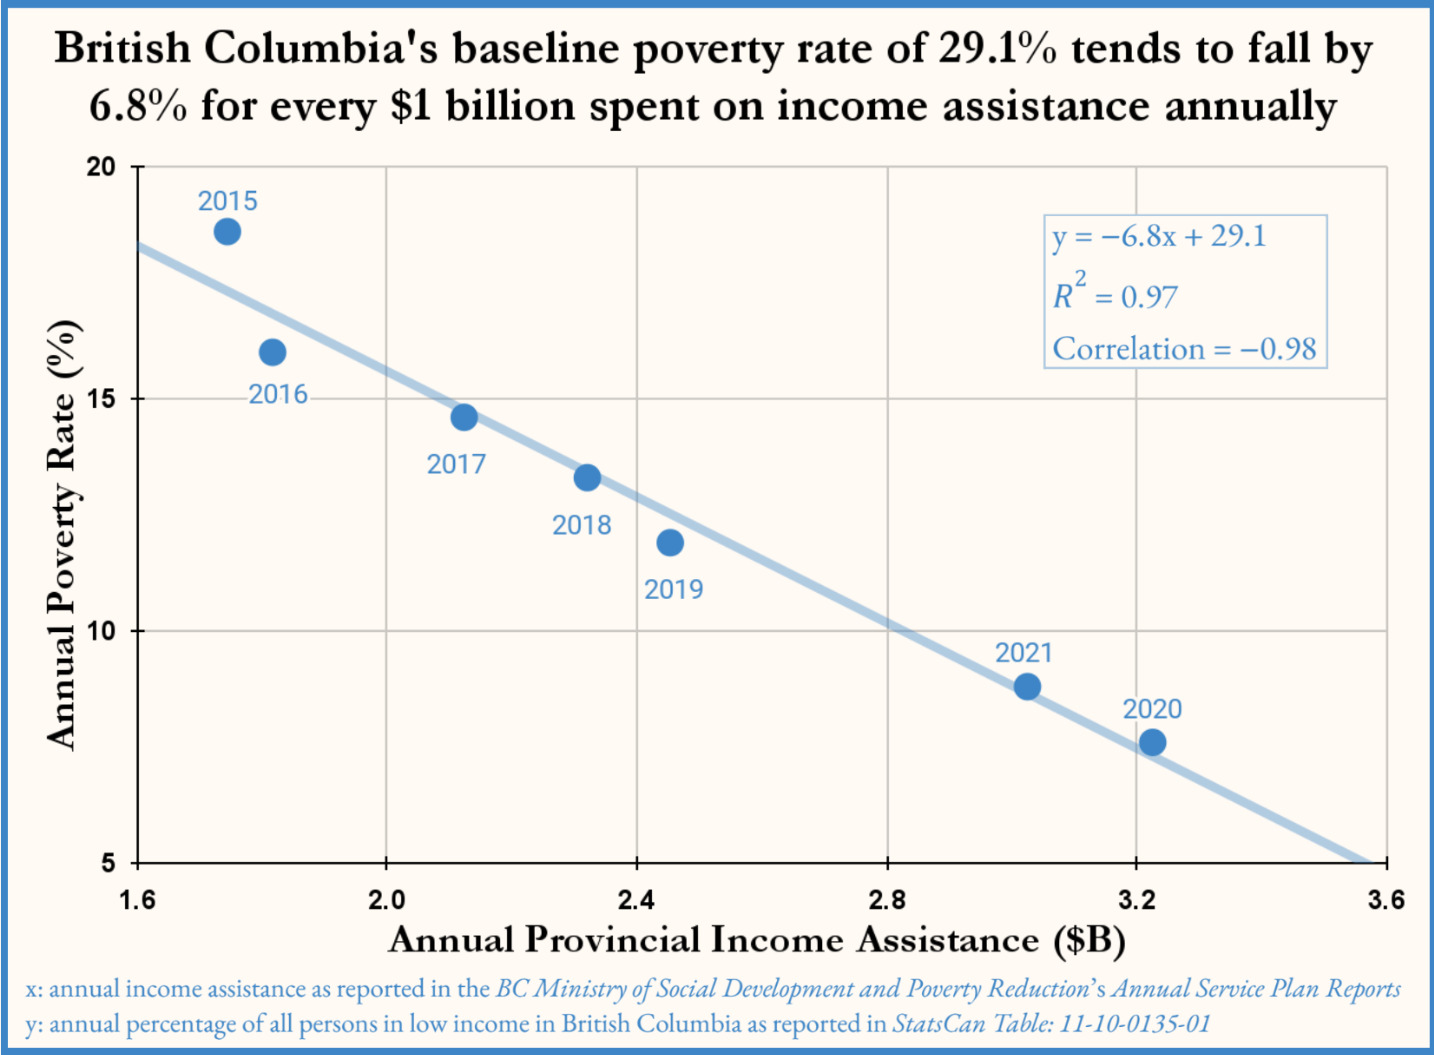 British Columbia's baseline poverty rate of 29.1% tends to fall by
6.8% for every $1 billion spent on income assistance annually
20
2015
y = −6.8x + 29.1
R² = 0.97
Correlation = −0.98
2016
15
2017
2018
2019
10
2021
2020
5
Annual Poverty Rate (%)
1.6 2.0 2.4 2.8 3.2 3.6
Annual Provincial Income Assistance ($B)
x: annual income assistance as reported in the BC Ministry of Social Development and Poverty Reduction's Annual Service Plan Reports
y: annual percentage of all persons in low income in British Columbia as reported in StatsCan Table: 11-10-0135-01